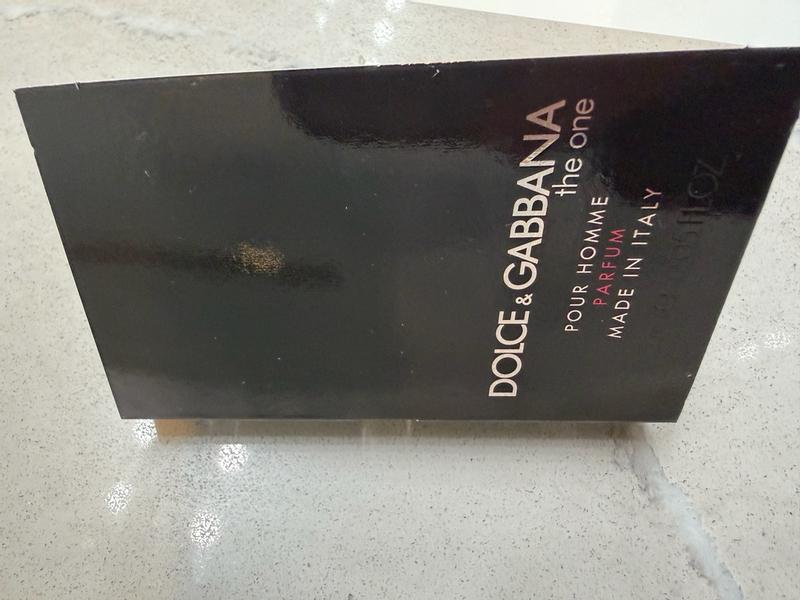 DOLCE & GABBANA
the one
POUR HOMME
PARFUM
MADE IN ITALY